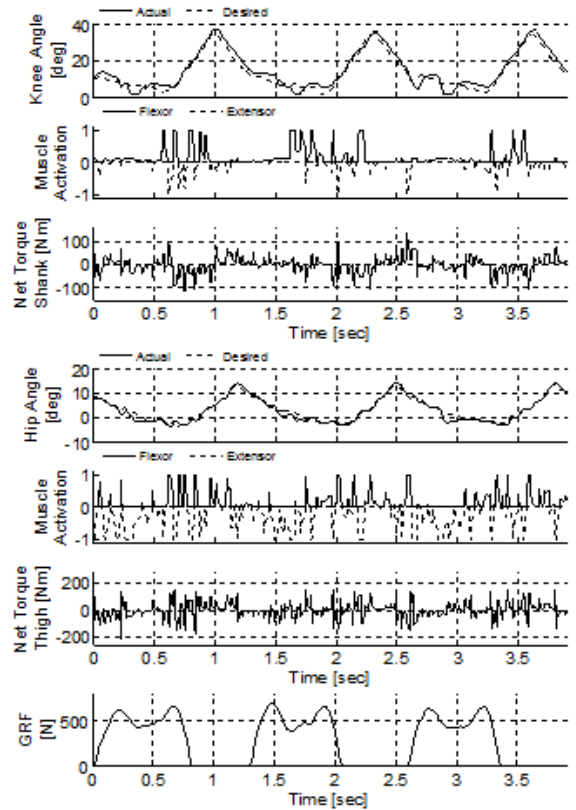 Actual Desired
Knee Angle
[deg]
40
20
0
Flexor Extensor
Muscle
Activation
1
0
-1
Net Torque
Shank [Nm]
100
0
-100
0 0.5 1 1.5 2 2.5 3 3.5
Time [sec]
Actual Desired
Hip Angle
[deg]
20
10
0
-10
Flexor Extensor
Muscle
Activation
1
0
-1
Net Torque
Thigh [Nm]
200
0
-200
0 0.5 1 1.5 2 2.5 3 3.5
Time [sec]
GRF
[N]
500
0
0 0.5 1 1.5 2 2.5 3 3.5
Time [sec]